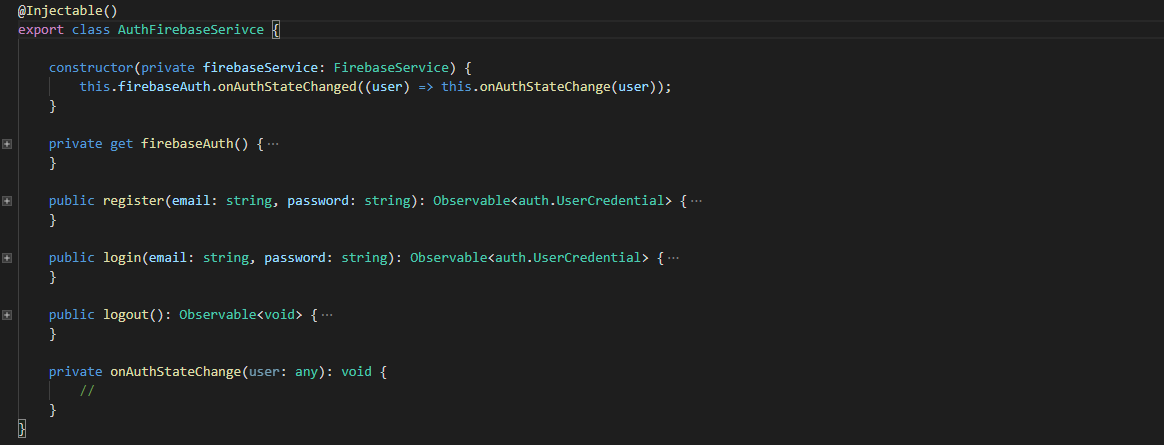 @Injectable()
export class AuthFirebaseSerivce {
constructor(private firebaseService: FirebaseService) {
this.firebaseAuth.onAuthStateChanged((user) => this.onAuthStateChange(user));
}
private get firebaseAuth() {···
}
public register(email: string, password: string): Observable<auth.UserCredential> {···
}
public login(email: string, password: string): Observable<auth.UserCredential> {···
}
public logout(): Observable<void> {···
}
private onAuthStateChange(user: any): void {
//
}
}